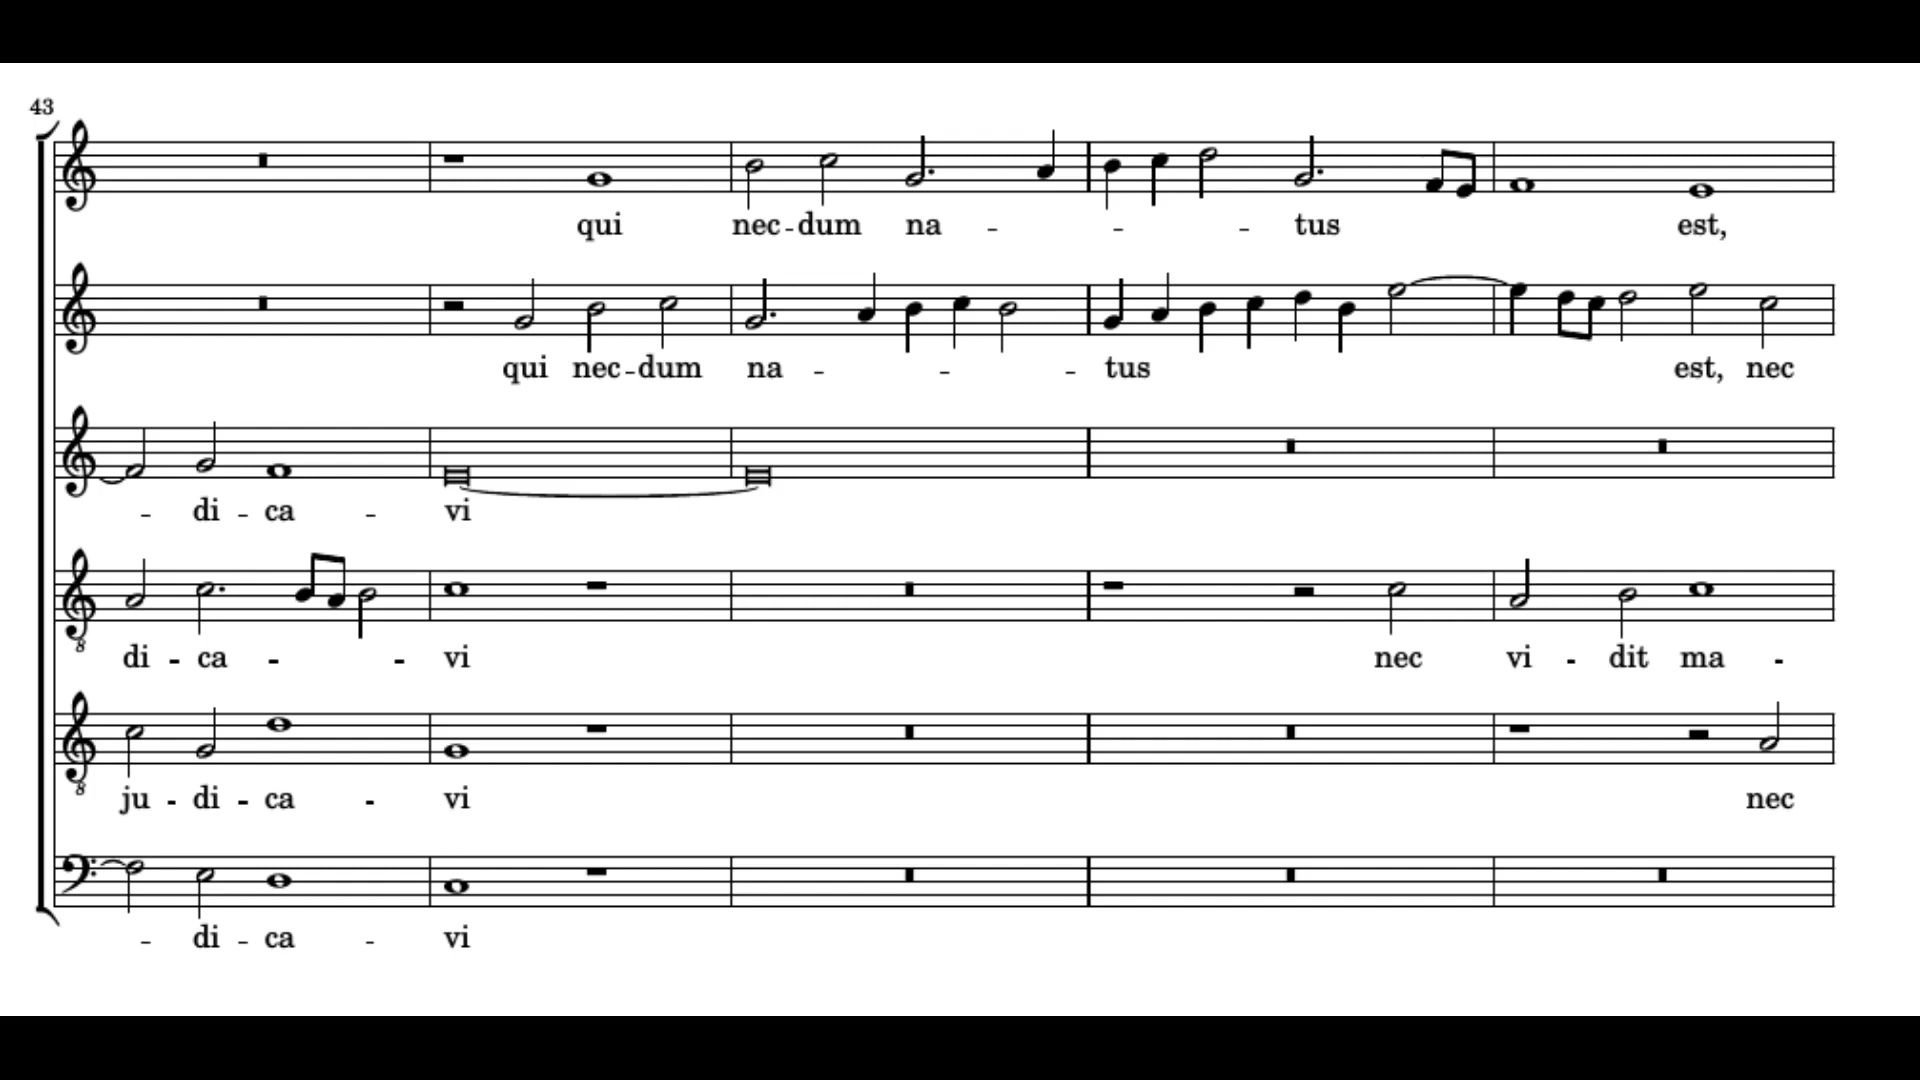 43
qui nec - dum na - - - tus est,
qui nec - dum na - - - tus est, nec
- di - ca - vi
di - ca - - vi nec vi - dit ma -
ju - di - ca - vi nec
- di - ca - vi